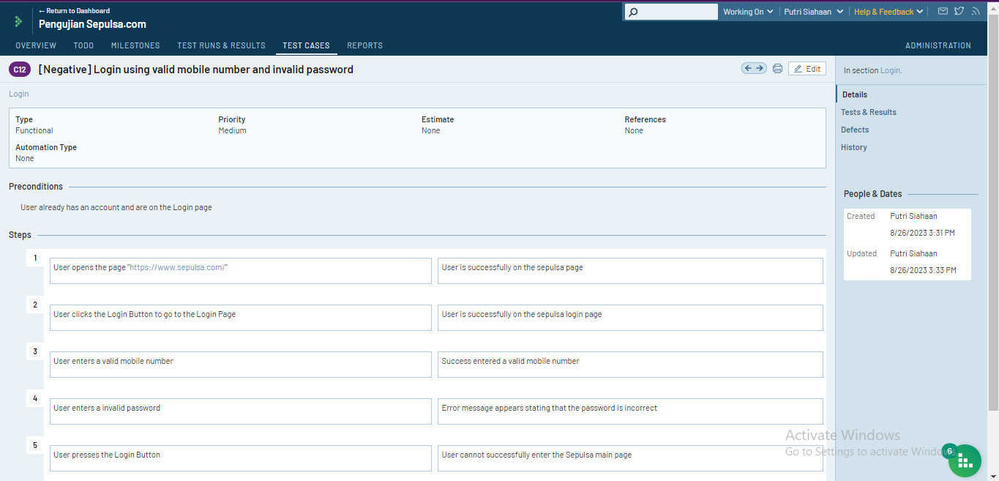 ← Return to Dashboard
Pengujian Sepulsa.com
Working On
Putri Siahaan
Help & Feedback
OVERVIEW TODO MILESTONES TEST RUNS & RESULTS TEST CASES REPORTS ADMINISTRATION
C12 [Negative] Login using valid mobile number and invalid password
Edit
Login
Type Priority Estimate References
Functional Medium None None
Automation Type
None
Preconditions
User already has an account and are on the Login page
Steps
1
User opens the page "https://www.sepulsa.com/" User is successfully on the sepulsa page
2
User clicks the Login Button to go to the Login Page User is successfully on the sepulsa login page
3
User enters a valid mobile number Success entered a valid mobile number
4
User enters a invalid password Error message appears stating that the password is incorrect
5
User presses the Login Button User cannot successfully enter the Sepulsa main page
In section Login.
Details
Tests & Results
Defects
History
People & Dates
Created Putri Siahaan
8/26/2023 3:31 PM
Updated Putri Siahaan
8/26/2023 3:33 PM
Activate Windows
Go to Settings to activate Windows.
6